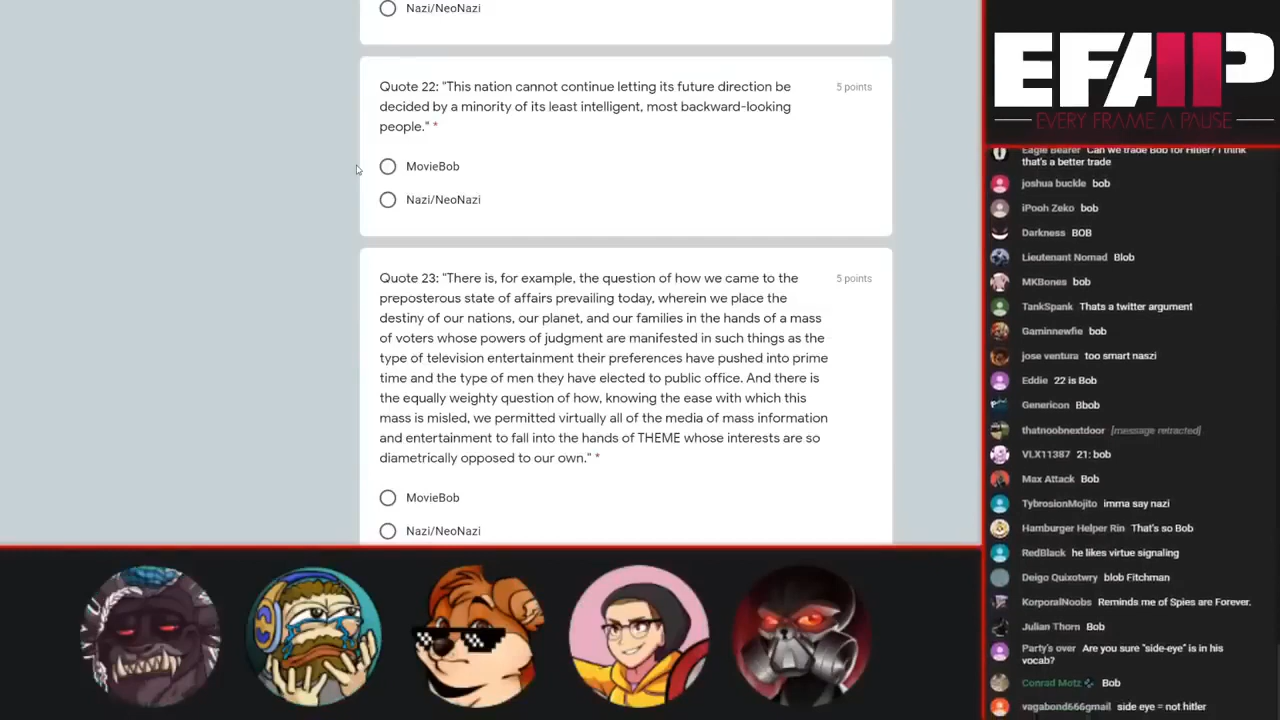 Nazi/NeoNazi
Quote 22: "This nation cannot continue letting its future direction be
5 points
decided by a minority of its least intelligent, most backward-looking
people." *
MovieBob
Nazi/NeoNazi
Quote 23: "There is, for example, the question of how we came to the
5 points
preposterous state of affairs prevailing today, wherein we place the
destiny of our nations, our planet, and our families in the hands of a mass
of voters whose powers of judgment are manifested in such things as the
type of television entertainment their preferences have pushed into prime
time and the type of men they have elected to public office. And there is
the equally weighty question of how, knowing the ease with which this
mass is misled, we permitted virtually all of the media of mass information
and entertainment to fall into the hands of THEME whose interests are so
diametrically opposed to our own." *
MovieBob
Nazi/NeoNazi
EFAP
EVERY FRAME A PAUSE
Eagle Bearer Can we trade Bob for Hitler? I think
that's a better trade
joshua buckle bob
iPooh Zeko bob
Darkness BOB
Lieutenant Nomad Blob
MKBones bob
TankSpank Thats a twitter argument
Gaminnewfie bob
jose ventura too smart naszi
Eddie 22 is Bob
Genericon Bbob
thatnoobnextdoor [message retracted]
VLX11387 21: bob
Max Attack Bob
TybrosionMojito imma say nazi
Hamburger Helper Rin That's so Bob
RedBlack he likes virtue signaling
Deigo Quixotwry blob Fitchman
KorporalNoobs Reminds me of Spies are Forever.
Julian Thorn Bob
Party's over Are you sure "side-eye" is in his
vocab?
Conrad Motz Bob
vagabond666gmail side eye = not hitler